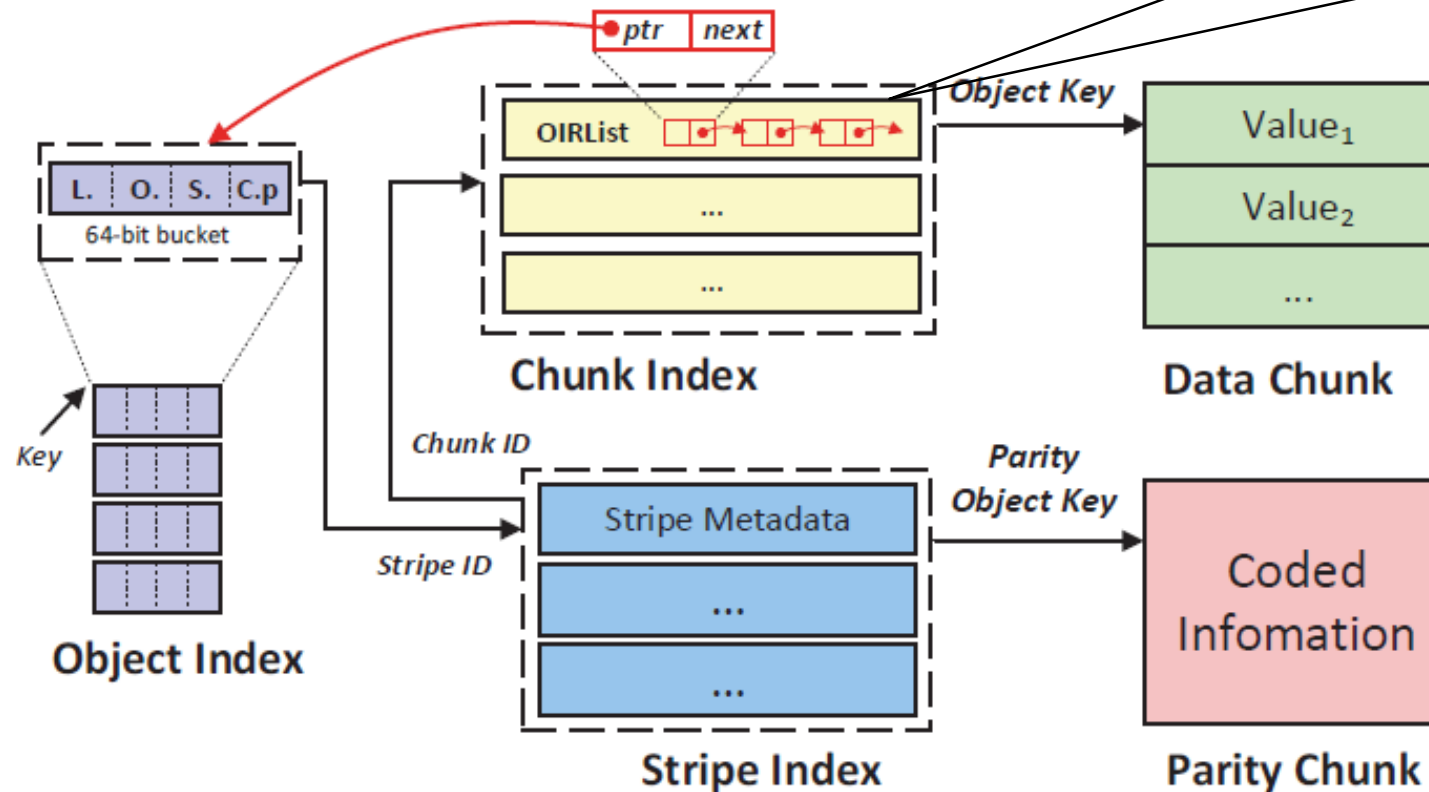 ptr next
Object Key
OIRList
Value₁
L. O. S. C.p
...
Value₂
64-bit bucket
...
...
Chunk Index
Data Chunk
Key
Chunk ID
Parity
Object Key
Stripe Metadata
Stripe ID
...
Coded
Infomation
Object Index
...
Stripe Index
Parity Chunk